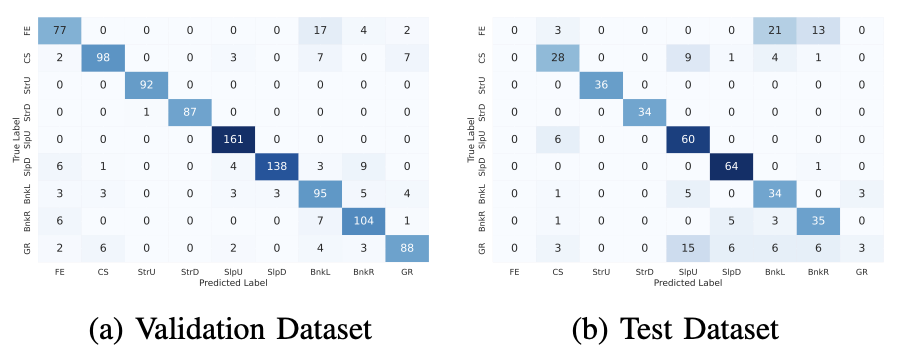 FE 77 0 0 0 0 0 17 4 2
CS 2 98 0 0 3 0 7 0 7
StrU 0 0 92 0 0 0 0 0 0
StrD 0 0 1 87 0 0 0 0 0
SlpU 0 0 0 0 161 0 0 0 0
SlpD 6 1 0 0 4 138 3 9 0
BnkL 3 3 0 0 3 3 95 5 4
BnkR 6 0 0 0 0 0 7 104 1
GR 2 6 0 0 2 0 4 3 88
True Label
FE CS StrU StrD SlpU SlpD BnkL BnkR GR
Predicted Label
(a) Validation Dataset
FE 0 3 0 0 0 0 21 13 0
CS 0 28 0 0 9 1 4 1 0
StrU 0 0 36 0 0 0 0 0 0
StrD 0 0 0 34 0 0 0 0 0
SlpU 0 6 0 0 60 0 0 0 0
SlpD 0 0 0 0 0 64 0 1 0
BnkL 0 1 0 0 5 0 34 0 3
BnkR 0 1 0 0 0 5 3 35 0
GR 0 3 0 0 15 6 6 6 3
True Label
FE CS StrU StrD SlpU SlpD BnkL BnkR GR
Predicted Label
(b) Test Dataset